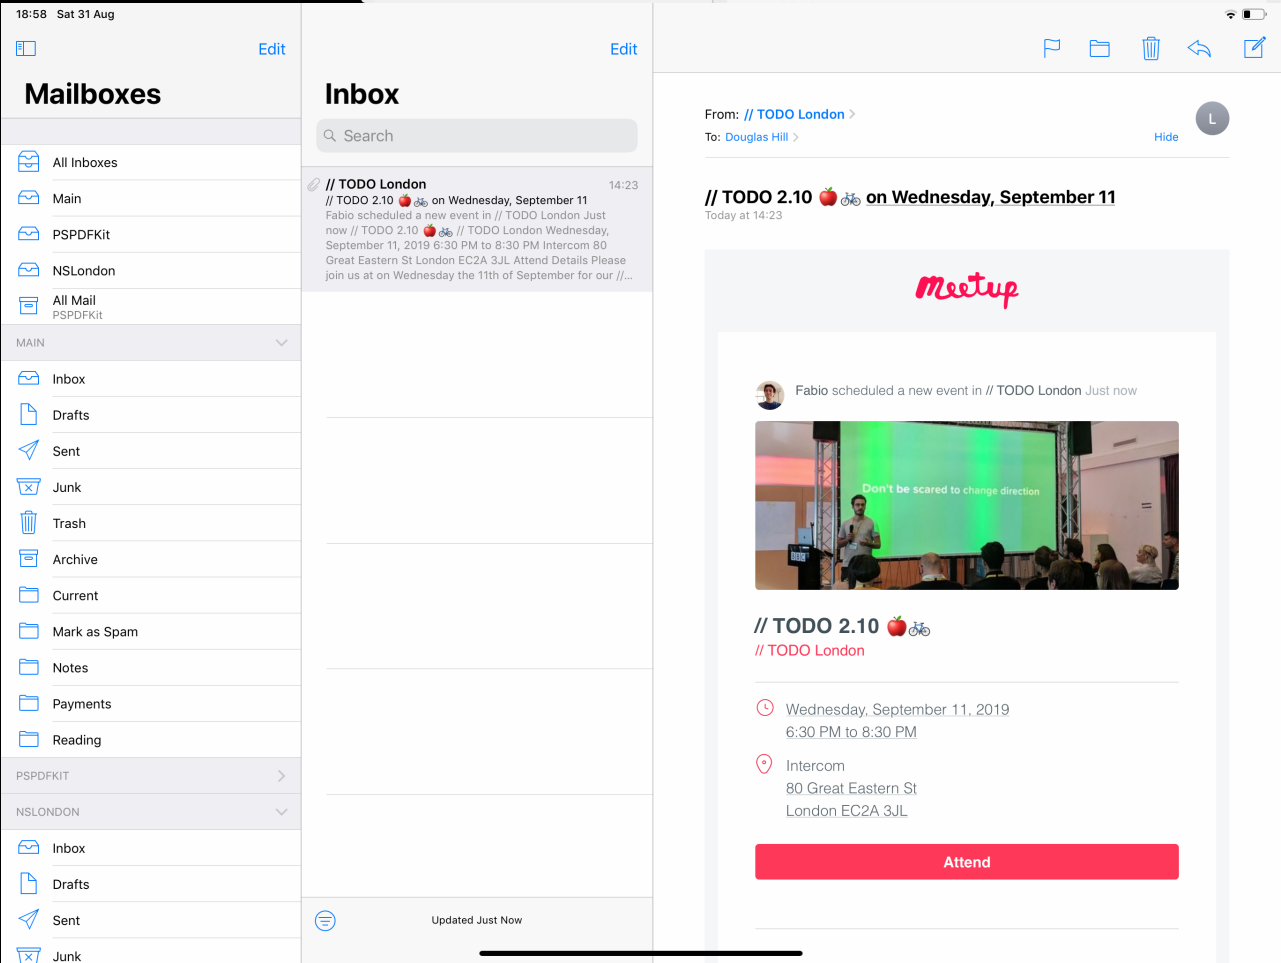 18:58 Sat 31 Aug
Edit
Mailboxes
All Inboxes
Main
PSPDFKit
NSLondon
All Mail
PSPDFKit
MAIN
Inbox
Drafts
Sent
Junk
Trash
Archive
Current
Mark as Spam
Notes
Payments
Reading
PSPDFKIT
NSLONDON
Inbox
Drafts
Sent
Junk
Edit
Inbox
Search
// TODO London 14:23
// TODO 2.10 🍎🚲 on Wednesday, September 11
Fabio scheduled a new event in // TODO London Just
now // TODO 2.10 🍎🚲 // TODO London Wednesday,
September 11, 2019 6:30 PM to 8:30 PM Intercom 80
Great Eastern St London EC2A 3JL Attend Details Please
join us at on Wednesday the 11th of September for our //...
Updated Just Now
From: // TODO London
L
To: Douglas Hill
Hide
// TODO 2.10 🍎🚲 on Wednesday, September 11
Today at 14:23
meetup
Fabio scheduled a new event in // TODO London Just now
Don't be scared to change direction
// TODO 2.10 🍎🚲
// TODO London
Wednesday, September 11, 2019
6:30 PM to 8:30 PM
Intercom
80 Great Eastern St
London EC2A 3JL
Attend